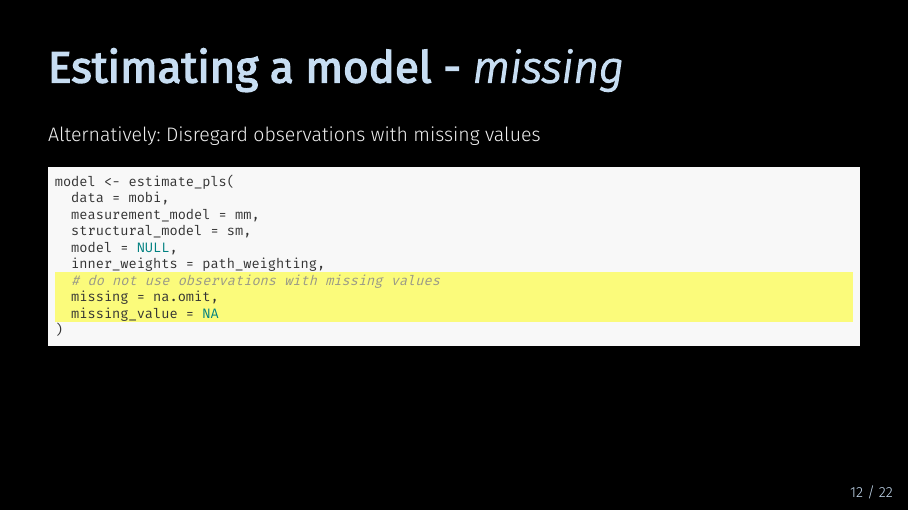 Estimating a model - missing
Alternatively: Disregard observations with missing values
model <- estimate_pls(
  data = mobi,
  measurement_model = mm,
  structural_model = sm,
  model = NULL,
  inner_weights = path_weighting,
  # do not use observations with missing values
  missing = na.omit,
  missing_value = NA
)
12 / 22